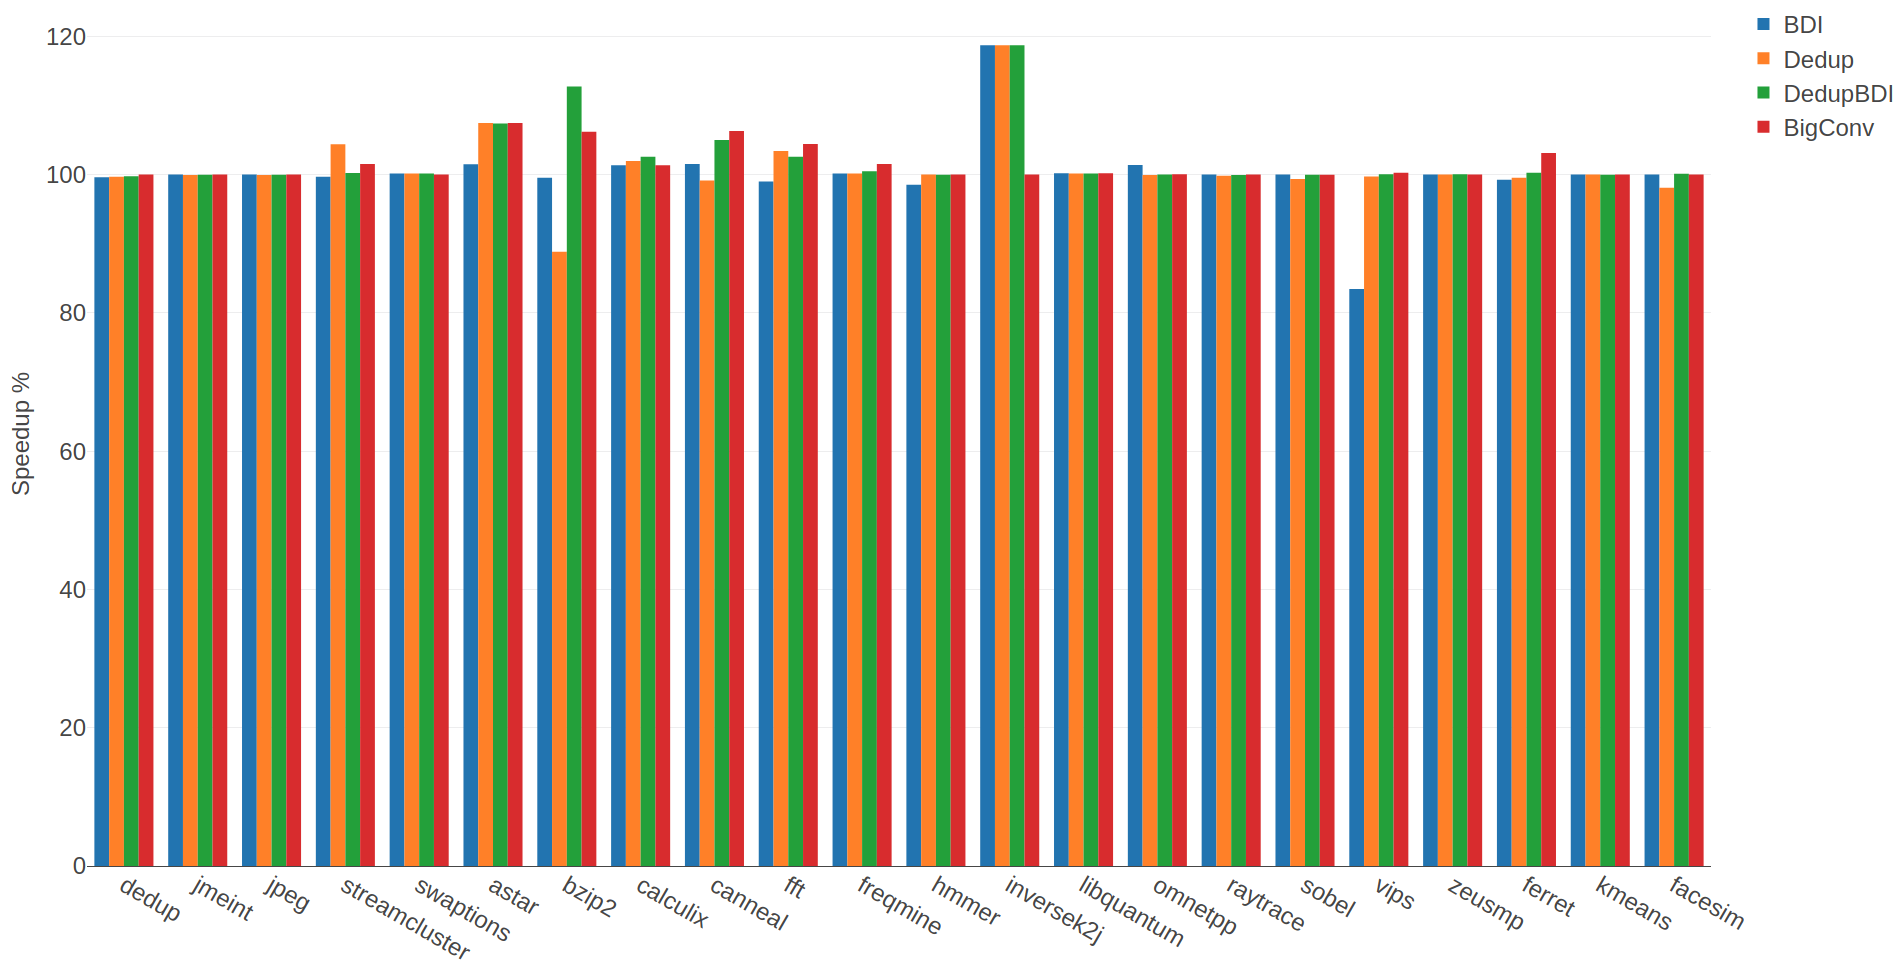 120
100
80
60
40
20
0
Speedup %
BDI
Dedup
DedupBDI
BigConv
dedup
jmeint
jpeg
streamcluster
swaptions
astar
bzip2
calculix
canneal
fft
freqmine
hmmer
inversek2j
libquantum
omnetpp
raytrace
sobel
vips
zeusmp
ferret
kmeans
facesim